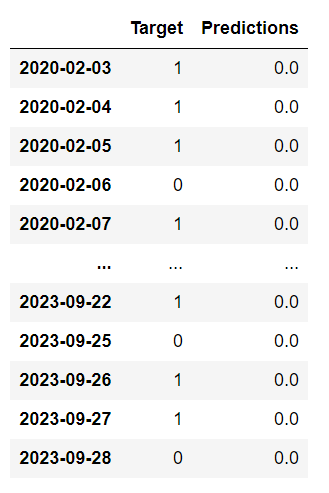 Target Predictions
2020-02-03 1 0.0
2020-02-04 1 0.0
2020-02-05 1 0.0
2020-02-06 0 0.0
2020-02-07 1 0.0
... ... ...
2023-09-22 1 0.0
2023-09-25 0 0.0
2023-09-26 1 0.0
2023-09-27 1 0.0
2023-09-28 0 0.0